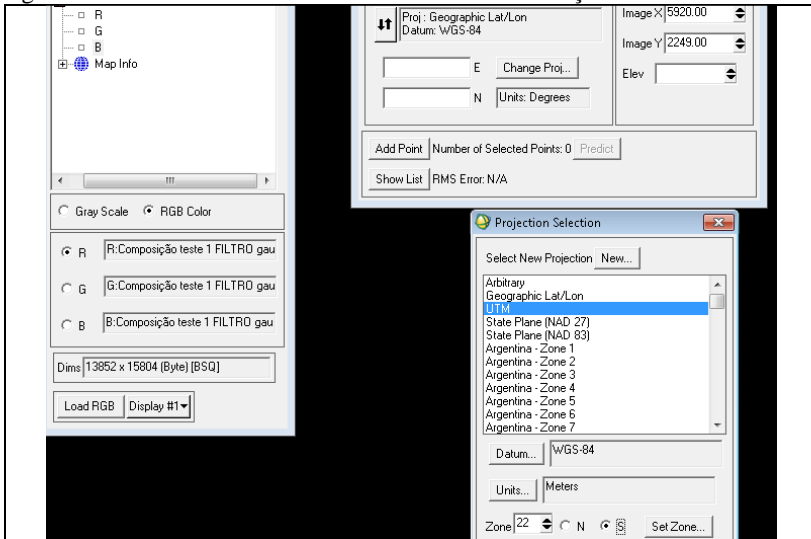 R
G
B
Map Info
Gray Scale RGB Color
R R:Composição teste 1 FILTRO gau
G G:Composição teste 1 FILTRO gau
B B:Composição teste 1 FILTRO gau
Dims 13852 x 15804 (Byte) [BSQ]
Load RGB Display #1
Proj : Geographic Lat/Lon
Datum: WGS-84
E Change Proj...
N Units: Degrees
Image X 5920.00
Image Y 2249.00
Elev
Add Point Number of Selected Points: 0 Predict
Show List RMS Error: N/A
Projection Selection
Select New Projection New...
Arbitrary
Geographic Lat/Lon
UTM
State Plane (NAD 27)
State Plane (NAD 83)
Argentina - Zone 1
Argentina - Zone 2
Argentina - Zone 3
Argentina - Zone 4
Argentina - Zone 5
Argentina - Zone 6
Argentina - Zone 7
Datum... WGS-84
Units... Meters
Zone 22 N S Set Zone...